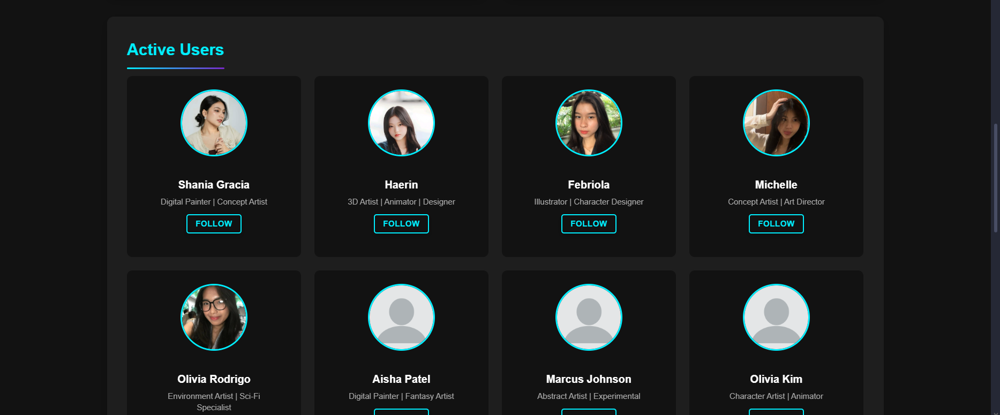 Active Users
Shania Gracia
Digital Painter | Concept Artist
FOLLOW
Haerin
3D Artist | Animator | Designer
FOLLOW
Febriola
Illustrator | Character Designer
FOLLOW
Michelle
Concept Artist | Art Director
FOLLOW
Olivia Rodrigo
Environment Artist | Sci-Fi
Specialist
Aisha Patel
Digital Painter | Fantasy Artist
Marcus Johnson
Abstract Artist | Experimental
Olivia Kim
Character Artist | Animator